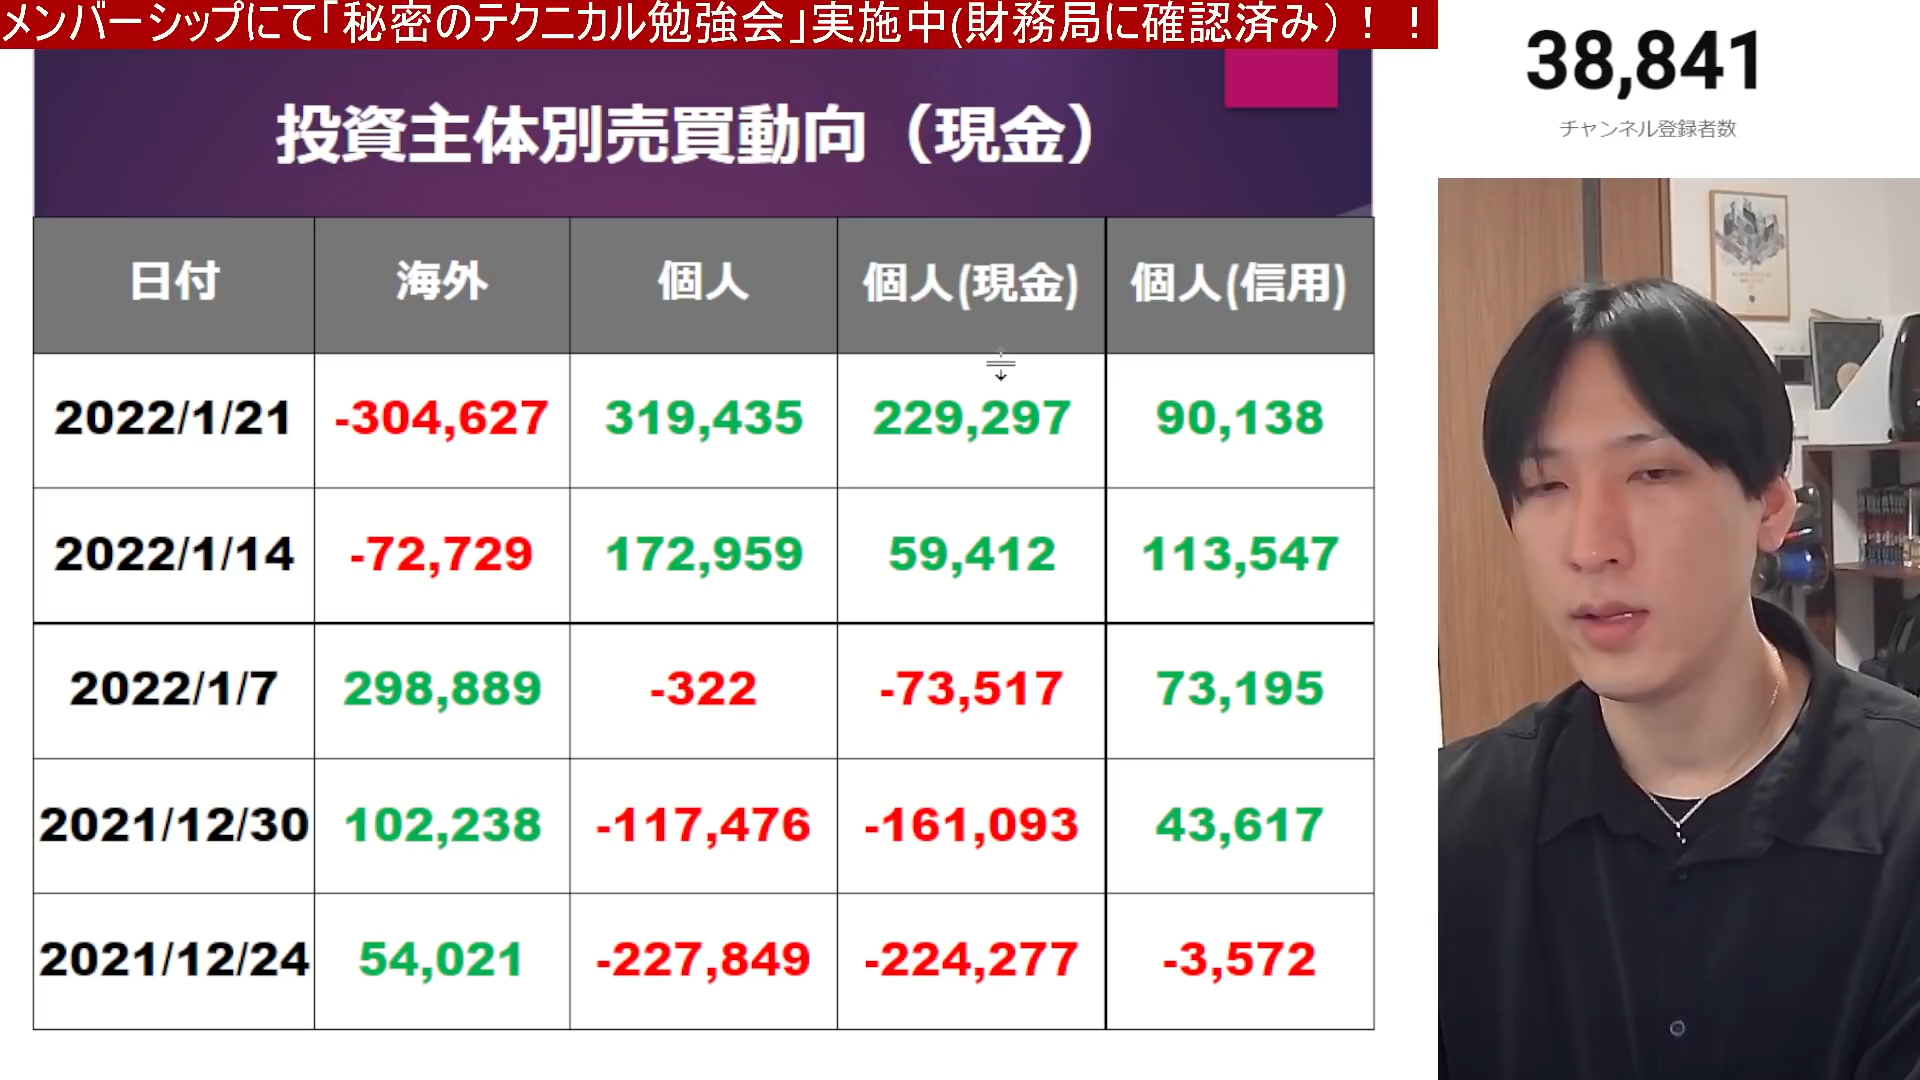 メンバーシップにて「秘密のテクニカル勉強会」実施中(財務局に確認済み）！！
38,841
チャンネル登録者数
投資主体別売買動向（現金）
日付 海外 個人 個人(現金) 個人(信用)
2022/1/21 -304,627 319,435 229,297 90,138
2022/1/14 -72,729 172,959 59,412 113,547
2022/1/7 298,889 -322 -73,517 73,195
2021/12/30 102,238 -117,476 -161,093 43,617
2021/12/24 54,021 -227,849 -224,277 -3,572